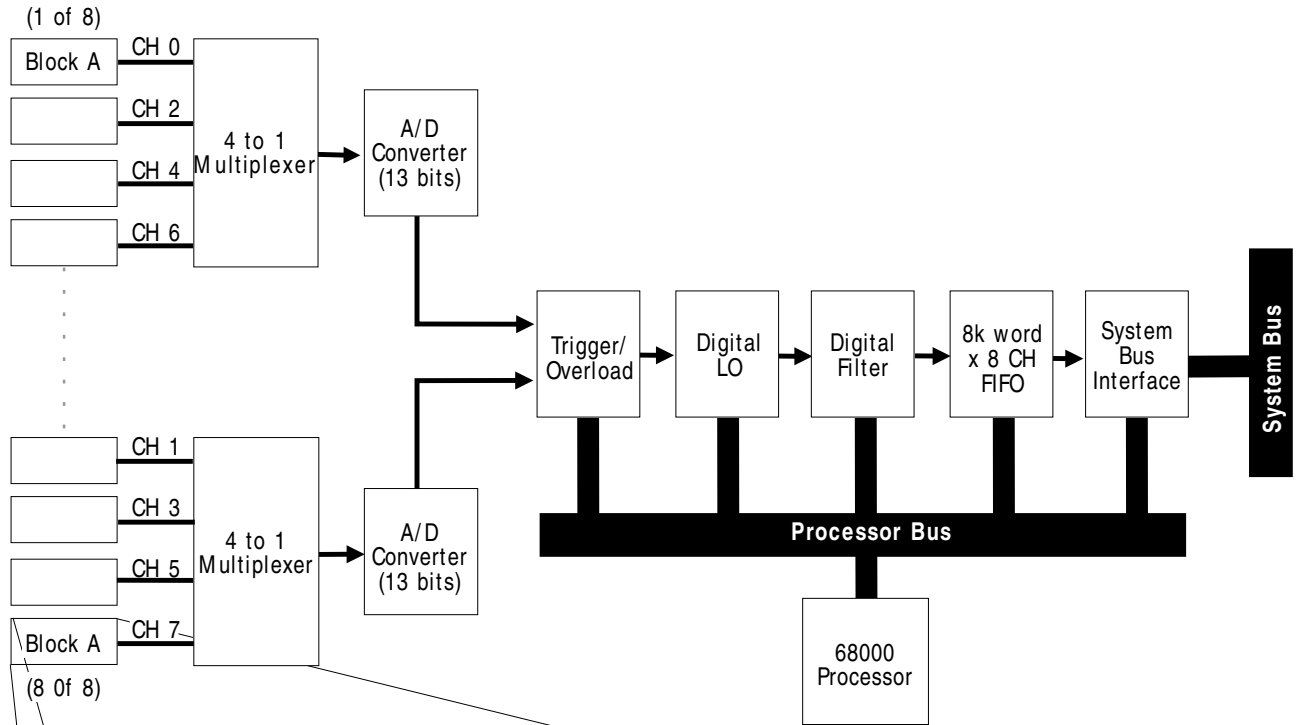 (1 of 8)
Block A
CH 0
CH 2
CH 4
CH 6
4 to 1
Multiplexer
A/D
Converter
(13 bits)
Trigger/
Overload
Digital
LO
Digital
Filter
8k word
x 8 CH
FIFO
System
Bus
Interface
System Bus
CH 1
CH 3
CH 5
CH 7
Block A
(8 0f 8)
4 to 1
Multiplexer
A/D
Converter
(13 bits)
Processor Bus
68000
Processor